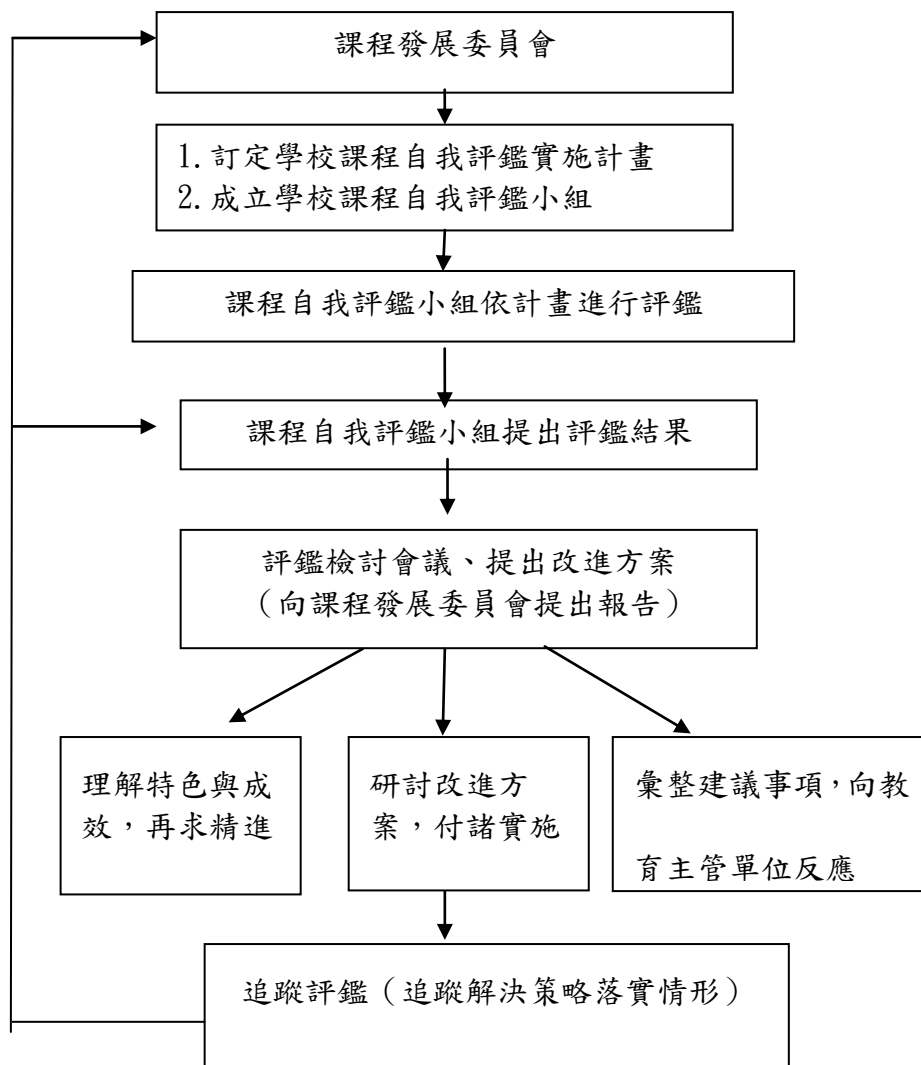 課程發展委員會
1.訂定學校課程自我評鑑實施計畫
2.成立學校課程自我評鑑小組
課程自我評鑑小組依計畫進行評鑑
課程自我評鑑小組提出評鑑結果
評鑑檢討會議、提出改進方案
（向課程發展委員會提出報告）
理解特色與成
效，再求精進
研討改進方
案，付諸實施
彙整建議事項，向教
育主管單位反應
追蹤評鑑（追蹤解決策略落實情形）